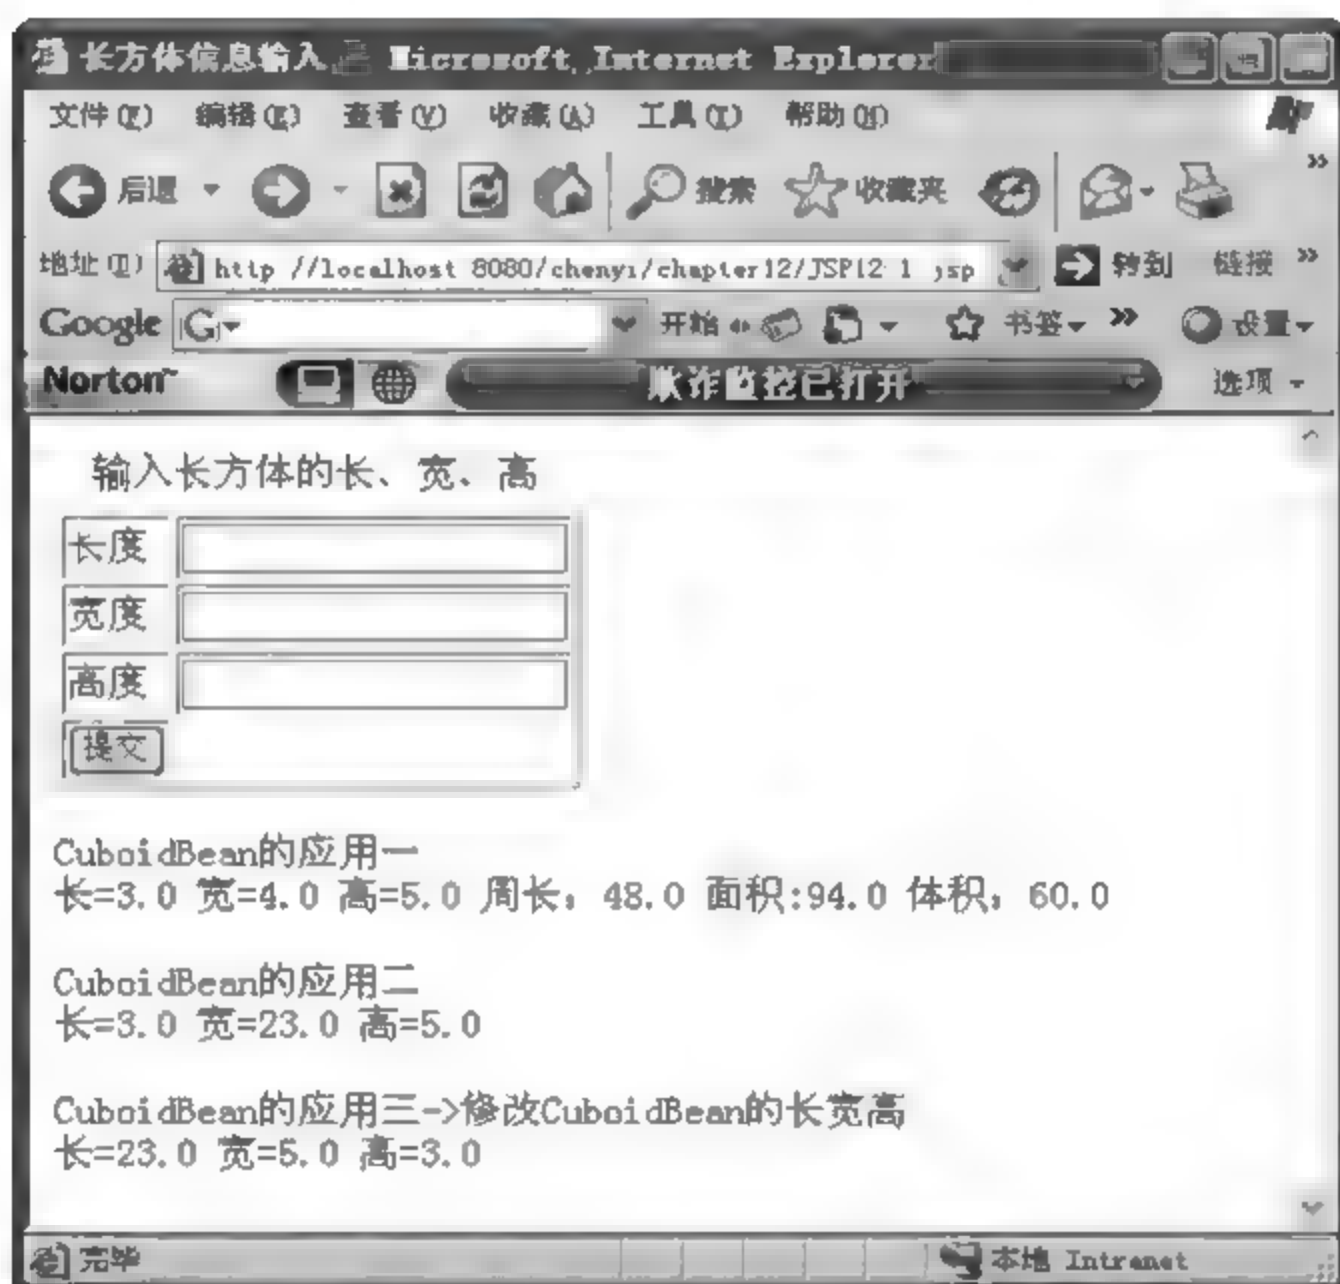 长方体信息输入 - Microsoft Internet Explorer
文件(F) 编辑(E) 查看(V) 收藏(A) 工具(T) 帮助(H)
后退 搜索 收藏夹 »
地址(D) http //localhost 8080/chenyi/chapter12/JSP12 1 jsp 转到 链接 »
Google G 开始 书签 » 设置
Norton™ 欺诈监控已打开 选项
输入长方体的长、宽、高
长度
宽度
高度
提交
CuboidBean的应用一
长=3.0 宽=4.0 高=5.0 周长: 48.0 面积:94.0 体积: 60.0
CuboidBean的应用二
长=3.0 宽=23.0 高=5.0
CuboidBean的应用三->修改CuboidBean的长宽高
长=23.0 宽=5.0 高=3.0
完毕 本地 Intranet